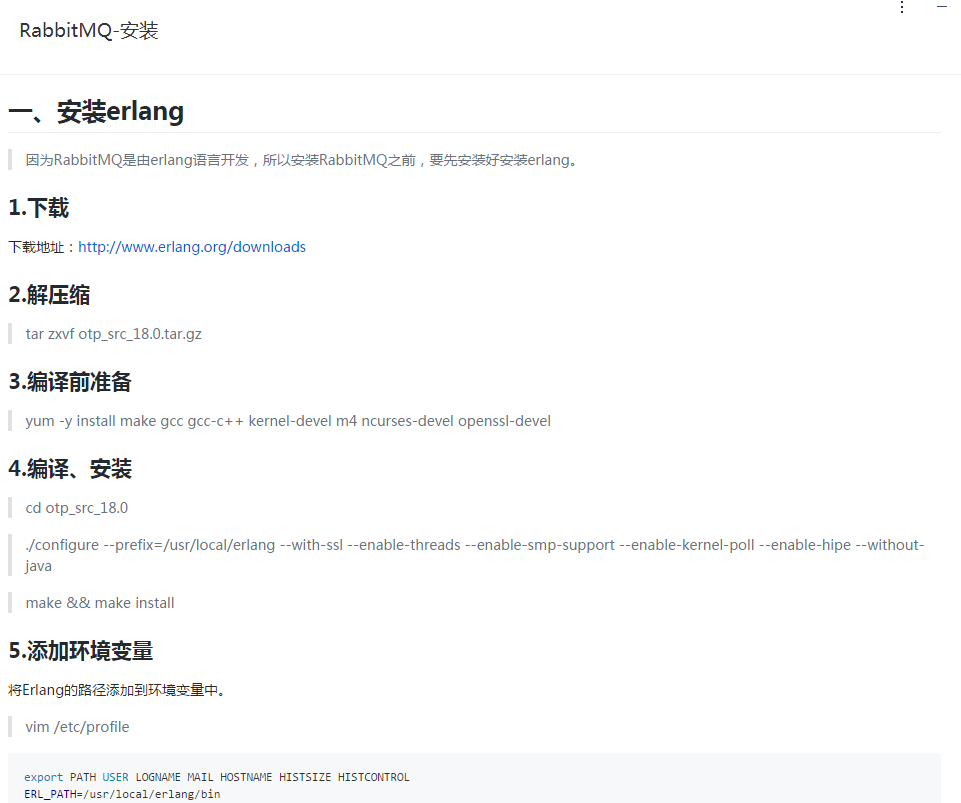 RabbitMQ-安装
一、安装erlang
因为RabbitMQ是由erlang语言开发，所以安装RabbitMQ之前，要先安装好安装erlang。
1.下载
下载地址：http://www.erlang.org/downloads
2.解压缩
tar zxvf otp_src_18.0.tar.gz
3.编译前准备
yum -y install make gcc gcc-c++ kernel-devel m4 ncurses-devel openssl-devel
4.编译、安装
cd otp_src_18.0
./configure --prefix=/usr/local/erlang --with-ssl --enable-threads --enable-smp-support --enable-kernel-poll --enable-hipe --without-
java
make && make install
5.添加环境变量
将Erlang的路径添加到环境变量中。
vim /etc/profile
export PATH USER LOGNAME MAIL HOSTNAME HISTSIZE HISTCONTROL
ERL_PATH=/usr/local/erlang/bin